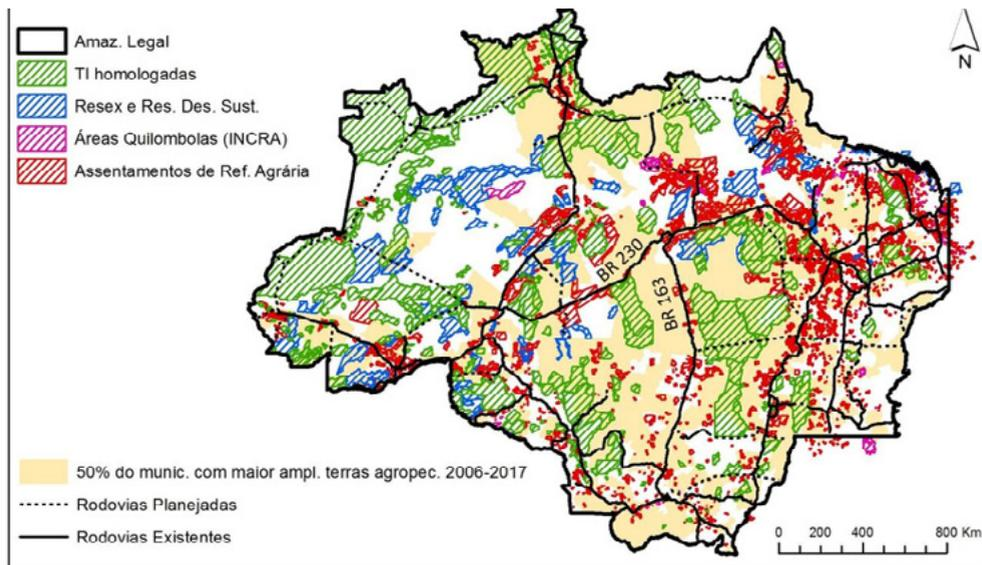 Amaz. Legal
TI homologadas
Resex e Res. Des. Sust.
Áreas Quilombolas (INCRA)
Assentamentos de Ref. Agrária
N
BR 230
BR 163
50% do munic. com maior ampl. terras agropec. 2006-2017
Rodovias Planejadas
Rodovias Existentes
0 200 400 800 Km